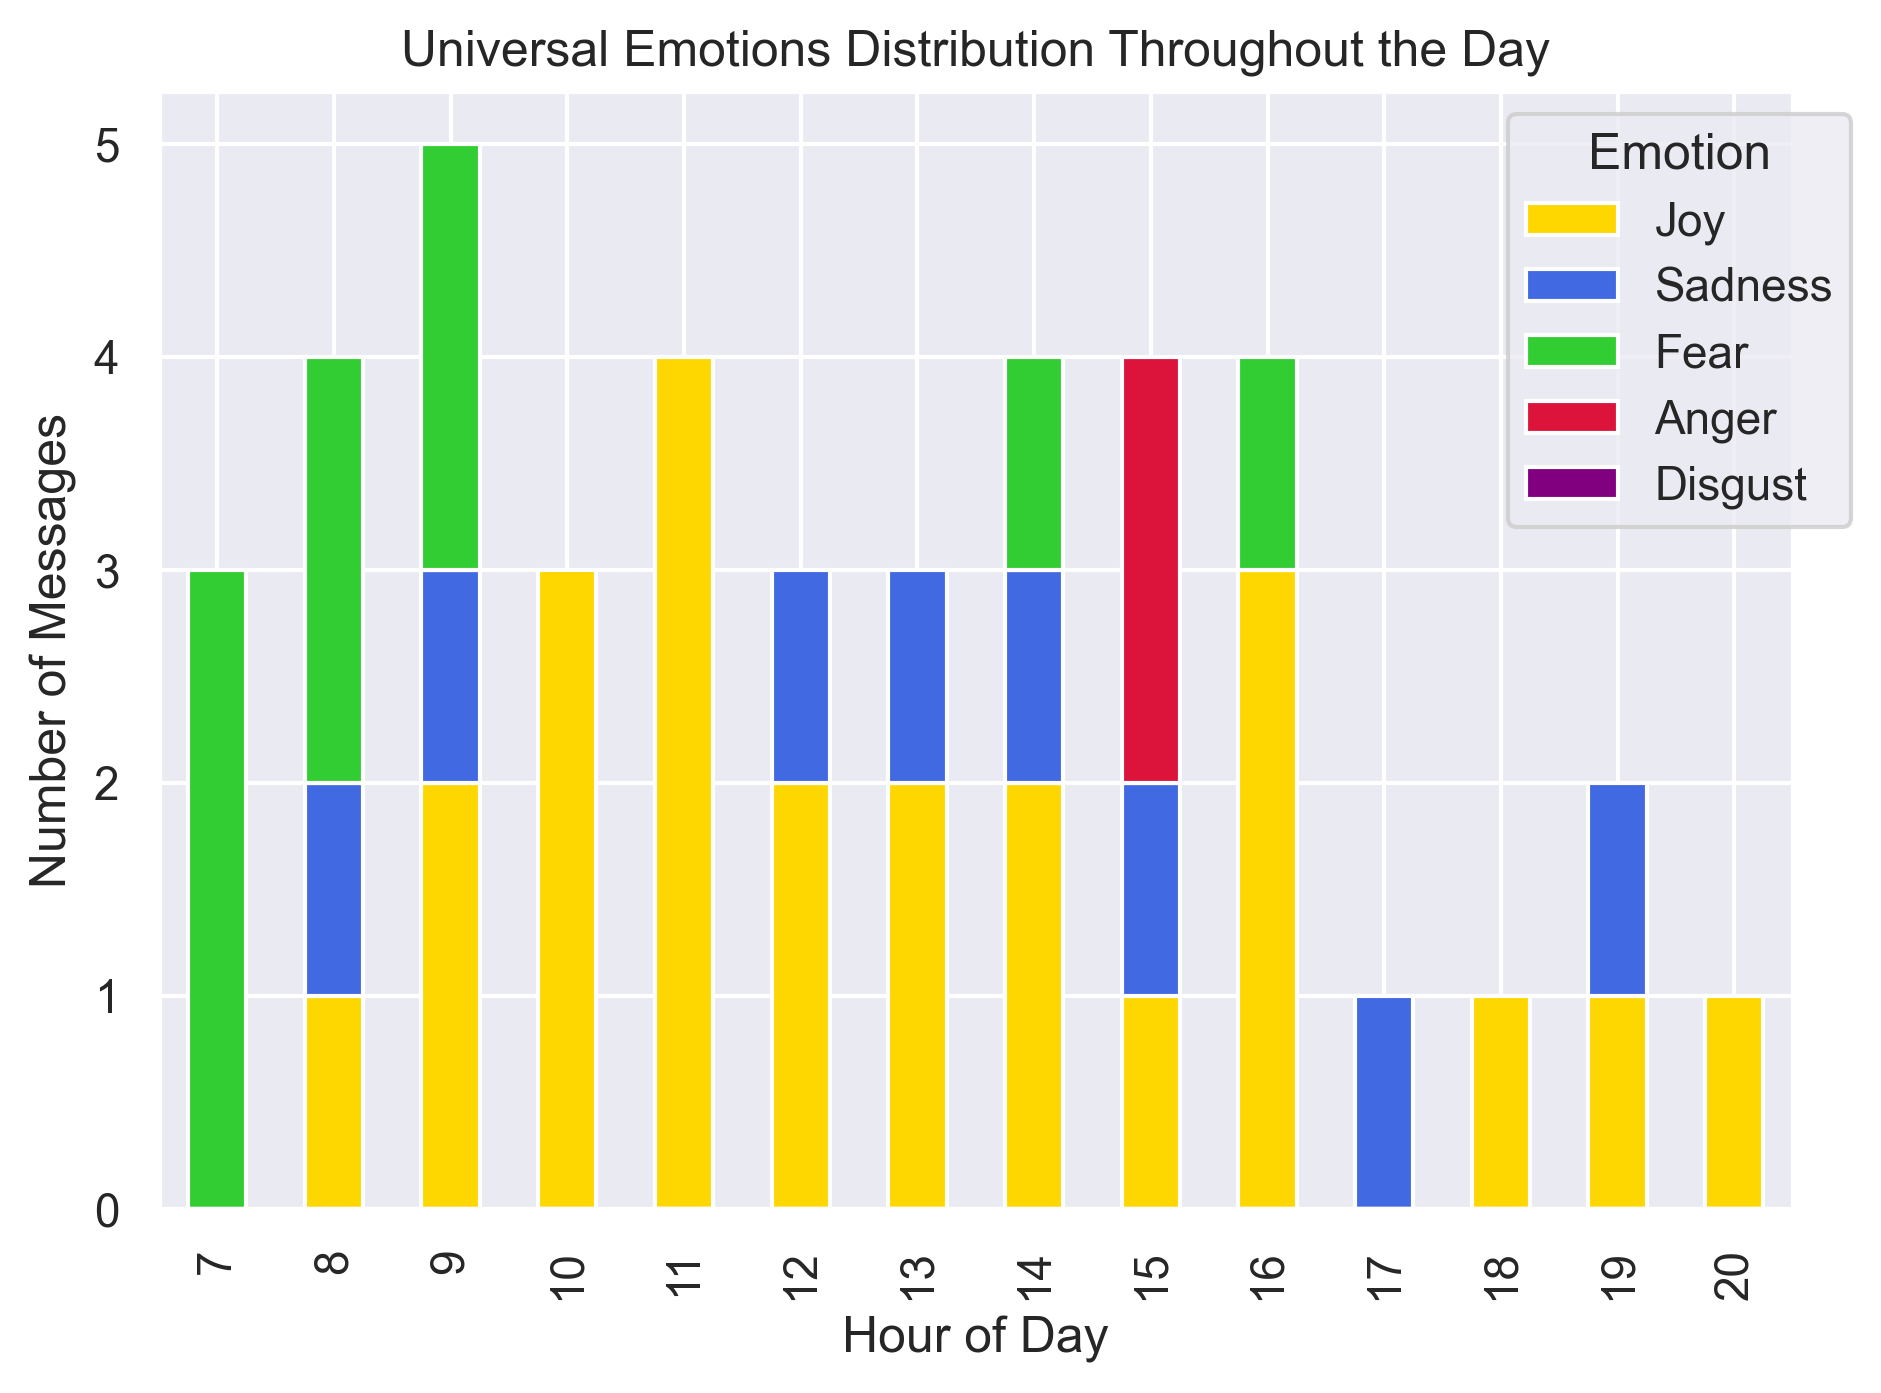 Universal Emotions Distribution Throughout the Day
Number of Messages
5
4
3
2
1
0
Emotion
Joy
Sadness
Fear
Anger
Disgust
7 8 9 10 11 12 13 14 15 16 17 18 19 20
Hour of Day